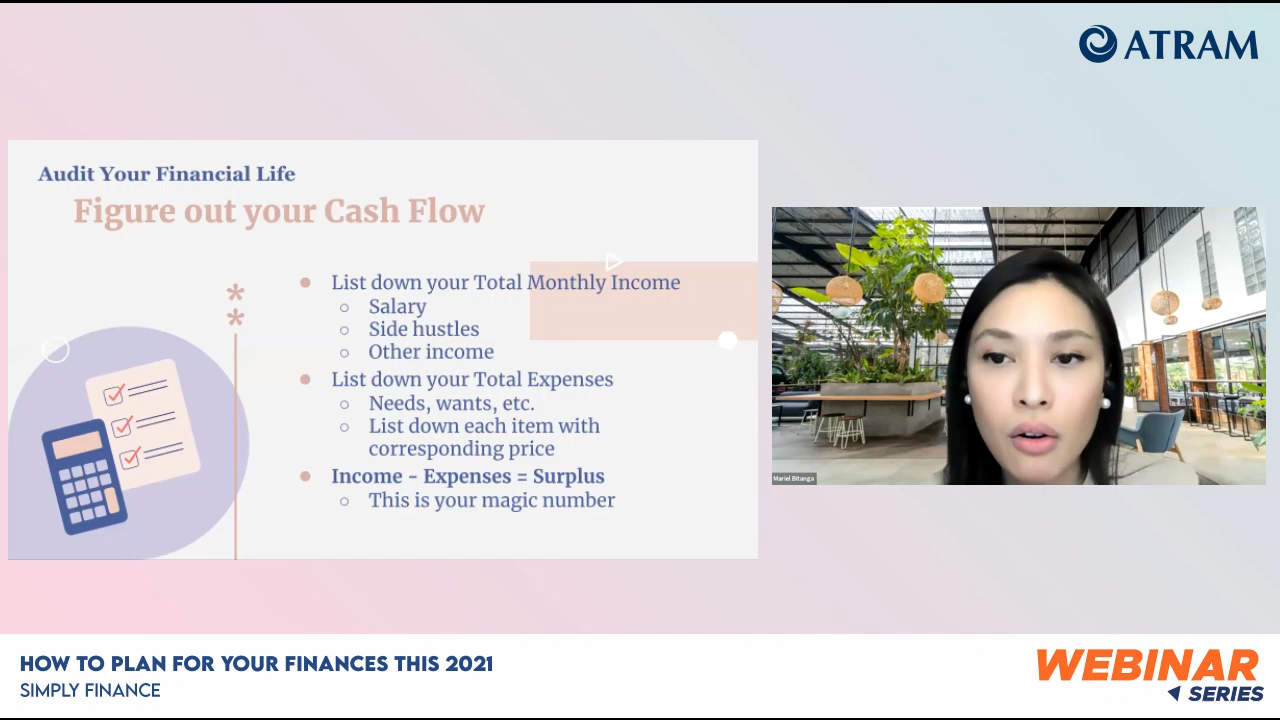 ATRAM
Audit Your Financial Life
Figure out your Cash Flow
List down your Total Monthly Income
Salary
Side hustles
Other income
List down your Total Expenses
Needs, wants, etc.
List down each item with
corresponding price
Income - Expenses = Surplus
This is your magic number
Mariel Bitanga
HOW TO PLAN FOR YOUR FINANCES THIS 2021
SIMPLY FINANCE
WEBINAR
SERIES